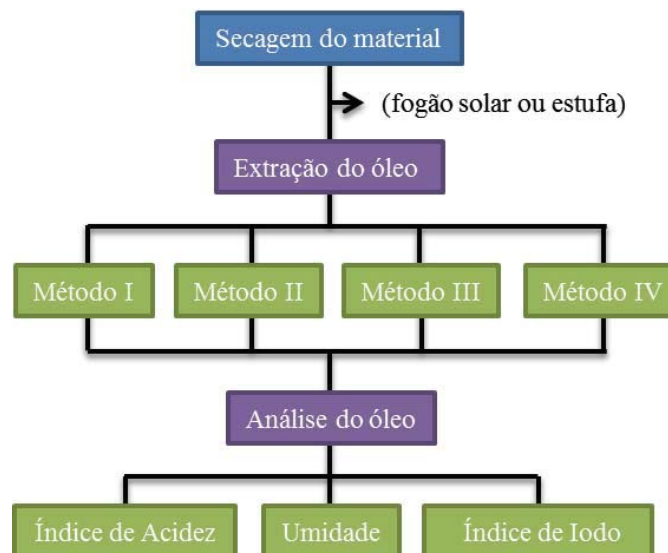 Secagem do material
(fogão solar ou estufa)
Extração do óleo
Método I
Método II
Método III
Método IV
Análise do óleo
Índice de Acidez
Umidade
Índice de Iodo